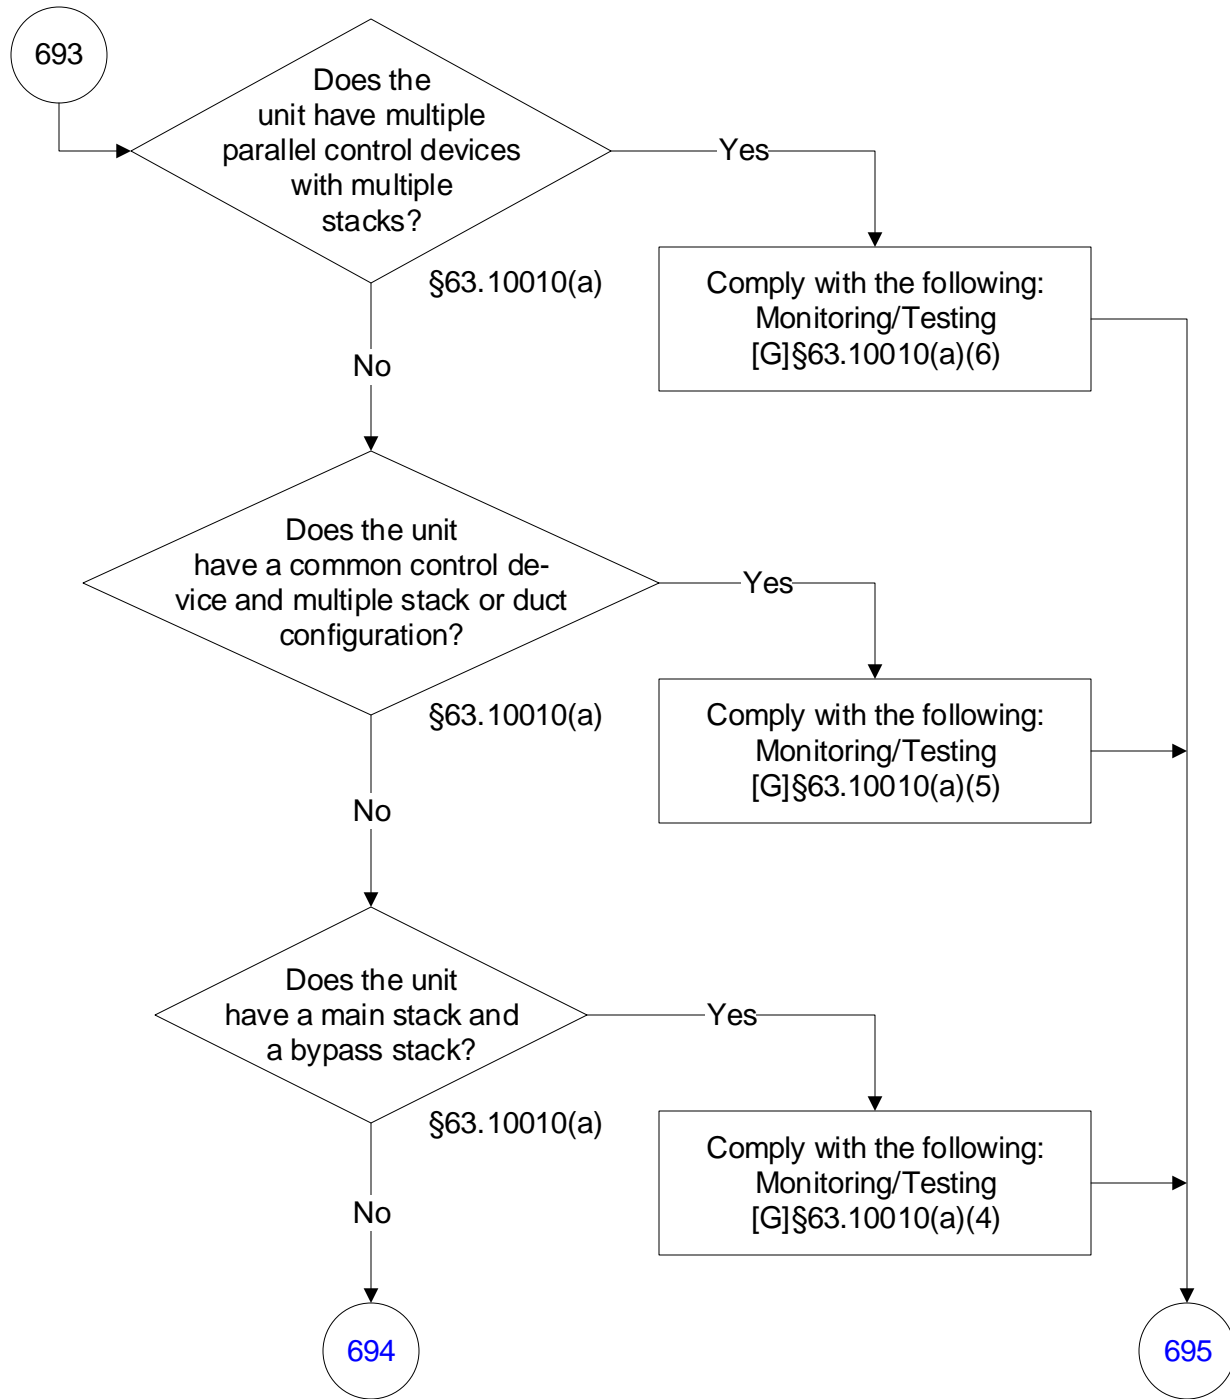 693
Does the
unit have multiple
parallel control devices
with multiple
stacks?
Yes
§63.10010(a)
Comply with the following:
Monitoring/Testing
[G]§63.10010(a)(6)
No
Does the unit
have a common control de-
vice and multiple stack or duct
configuration?
Yes
§63.10010(a)
Comply with the following:
Monitoring/Testing
[G]§63.10010(a)(5)
No
Does the unit
have a main stack and
a bypass stack?
Yes
§63.10010(a)
Comply with the following:
Monitoring/Testing
[G]§63.10010(a)(4)
No
694
695